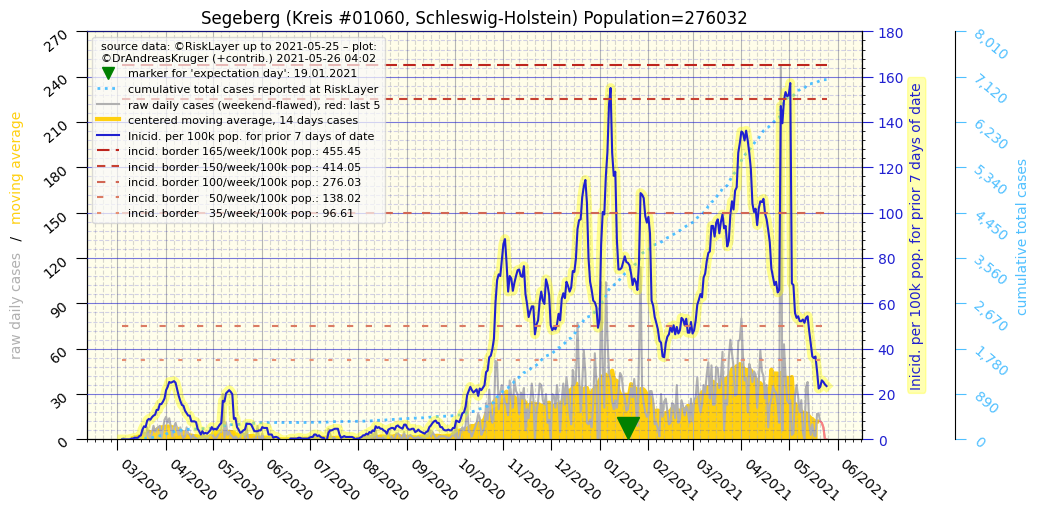 Segeberg (Kreis #01060, Schleswig-Holstein) Population=276032
source data: ©RiskLayer up to 2021-05-25 – plot:
©DrAndreasKruger (+contrib.) 2021-05-26 04:02
marker for 'expectation day': 19.01.2021
cumulative total cases reported at RiskLayer
raw daily cases (weekend-flawed), red: last 5
centered moving average, 14 days cases
Inicid. per 100k pop. for prior 7 days of date
incid. border 165/week/100k pop.: 455.45
incid. border 150/week/100k pop.: 414.05
incid. border 100/week/100k pop.: 276.03
incid. border 50/week/100k pop.: 138.02
incid. border 35/week/100k pop.: 96.61
raw daily cases / moving average
270
240
210
180
150
120
90
60
30
0
03/2020
04/2020
05/2020
06/2020
07/2020
08/2020
09/2020
10/2020
11/2020
12/2020
01/2021
02/2021
03/2021
04/2021
05/2021
06/2021
180
160
140
120
100
80
60
40
20
0
Inicid. per 100k pop. for prior 7 days of date
8,010
7,120
6,230
5,340
4,450
3,560
2,670
1,780
890
0
cumulative total cases